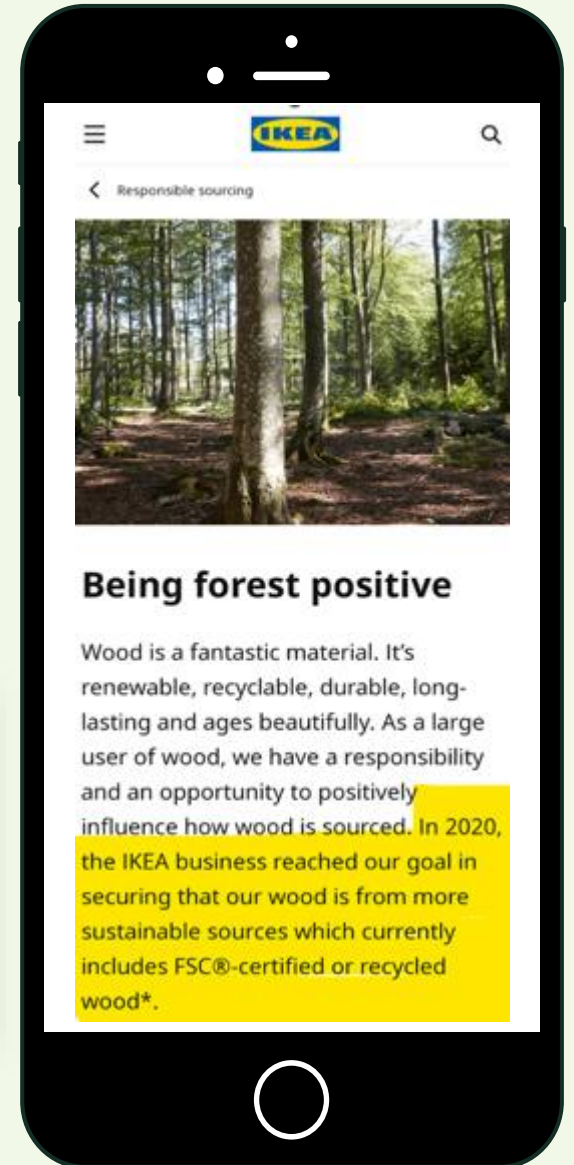 IKEA
Responsible sourcing
Being forest positive
Wood is a fantastic material. It's
renewable, recyclable, durable, long-
lasting and ages beautifully. As a large
user of wood, we have a responsibility
and an opportunity to positively
influence how wood is sourced. In 2020,
the IKEA business reached our goal in
securing that our wood is from more
sustainable sources which currently
includes FSC®-certified or recycled
wood*.